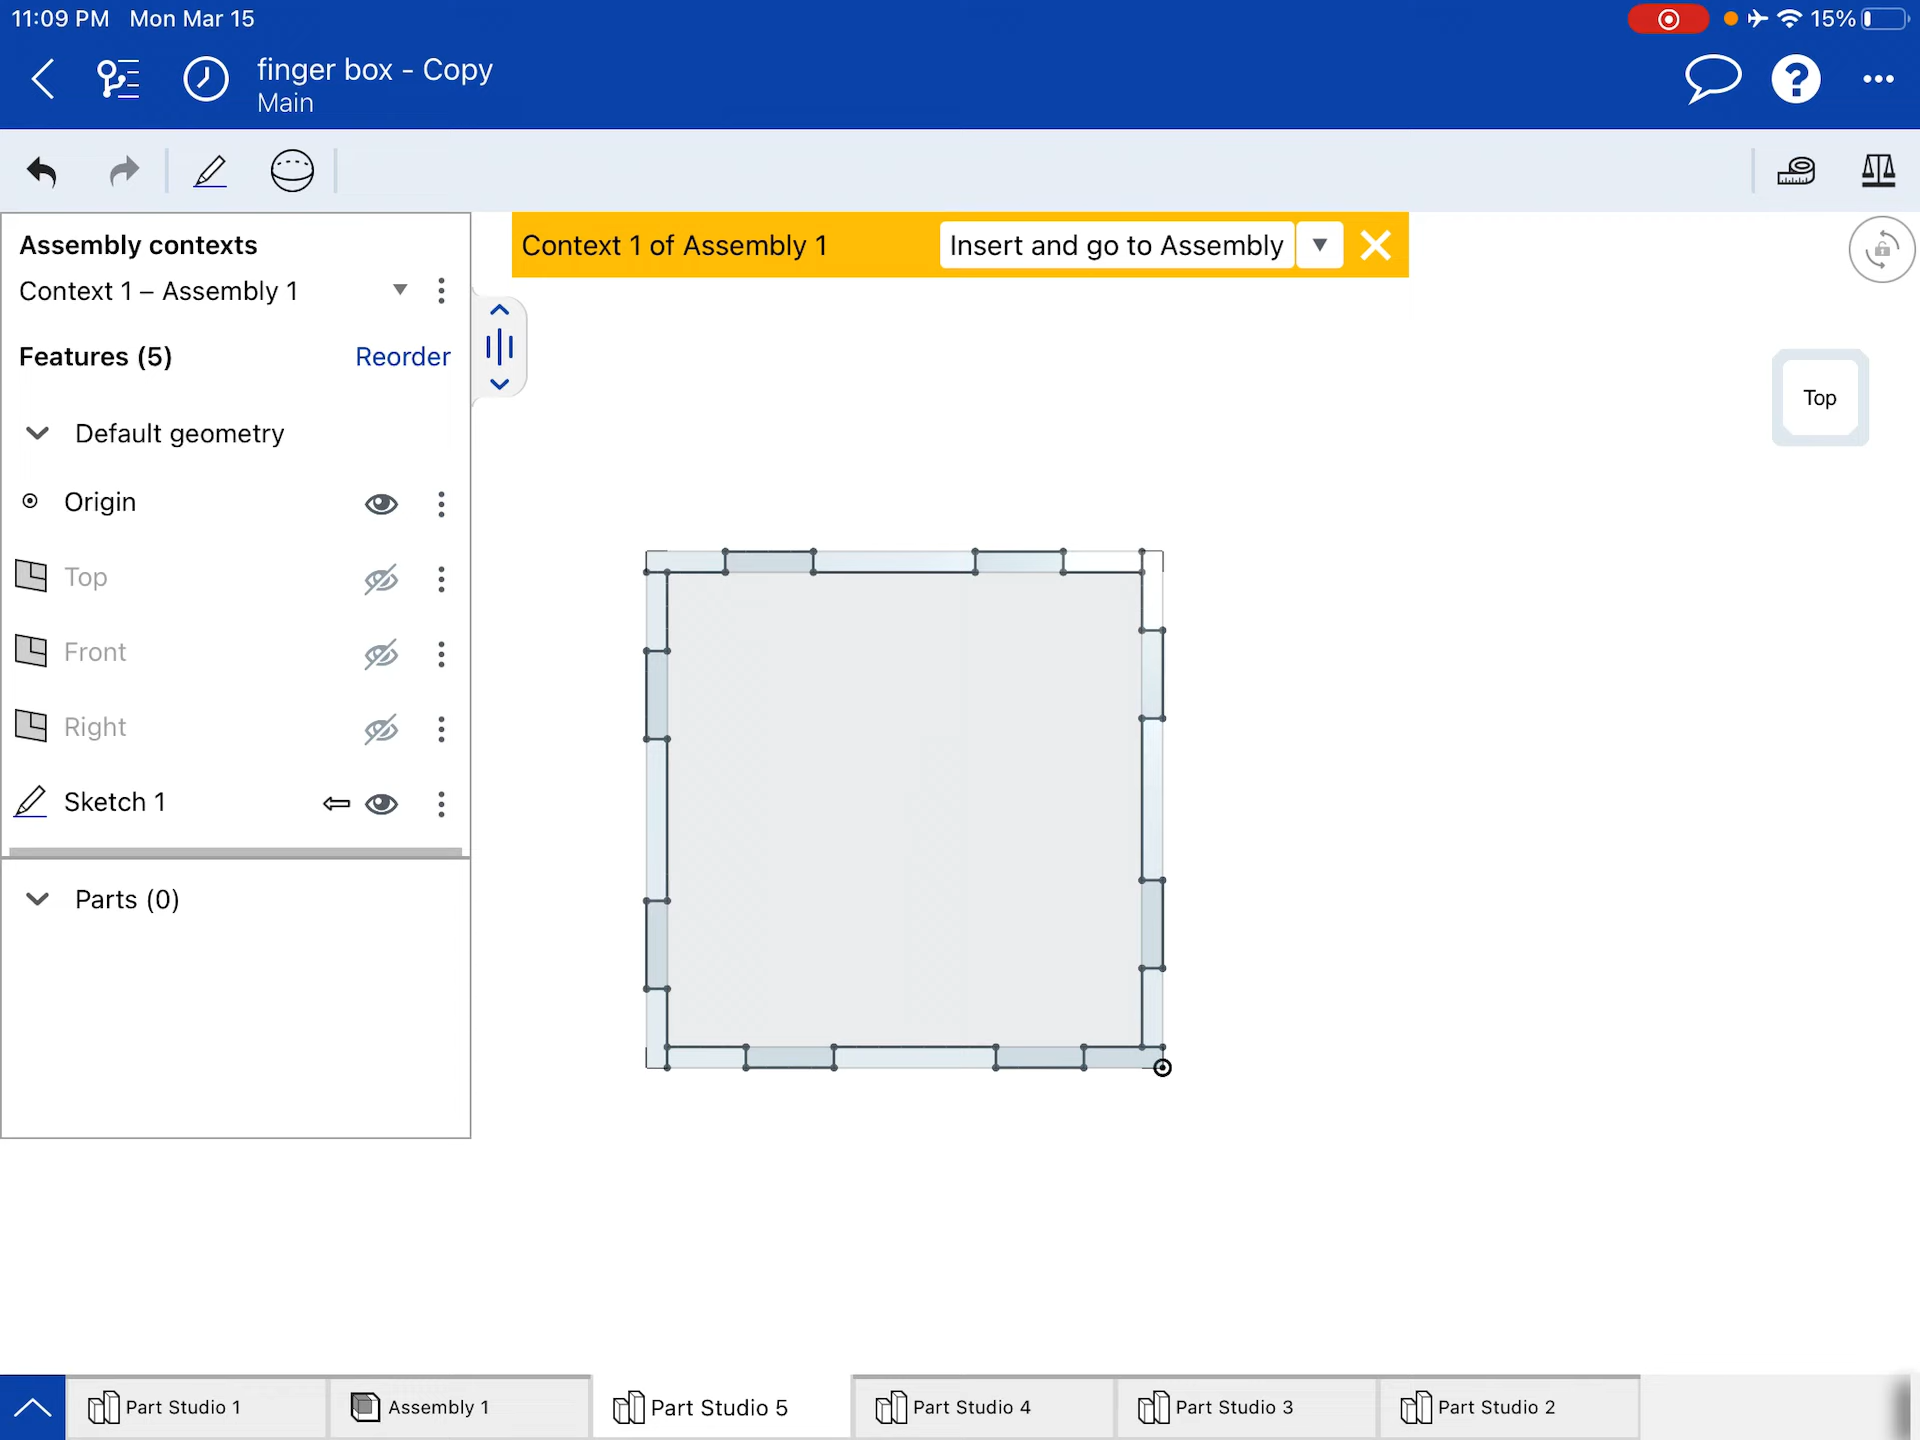 11:09 PM Mon Mar 15
15%
finger box - Copy
Main
Assembly contexts
Context 1 – Assembly 1
Features (5) Reorder
Default geometry
Origin
Top
Front
Right
Sketch 1
Parts (0)
Context 1 of Assembly 1 Insert and go to Assembly
Top
Part Studio 1 Assembly 1 Part Studio 5 Part Studio 4 Part Studio 3 Part Studio 2